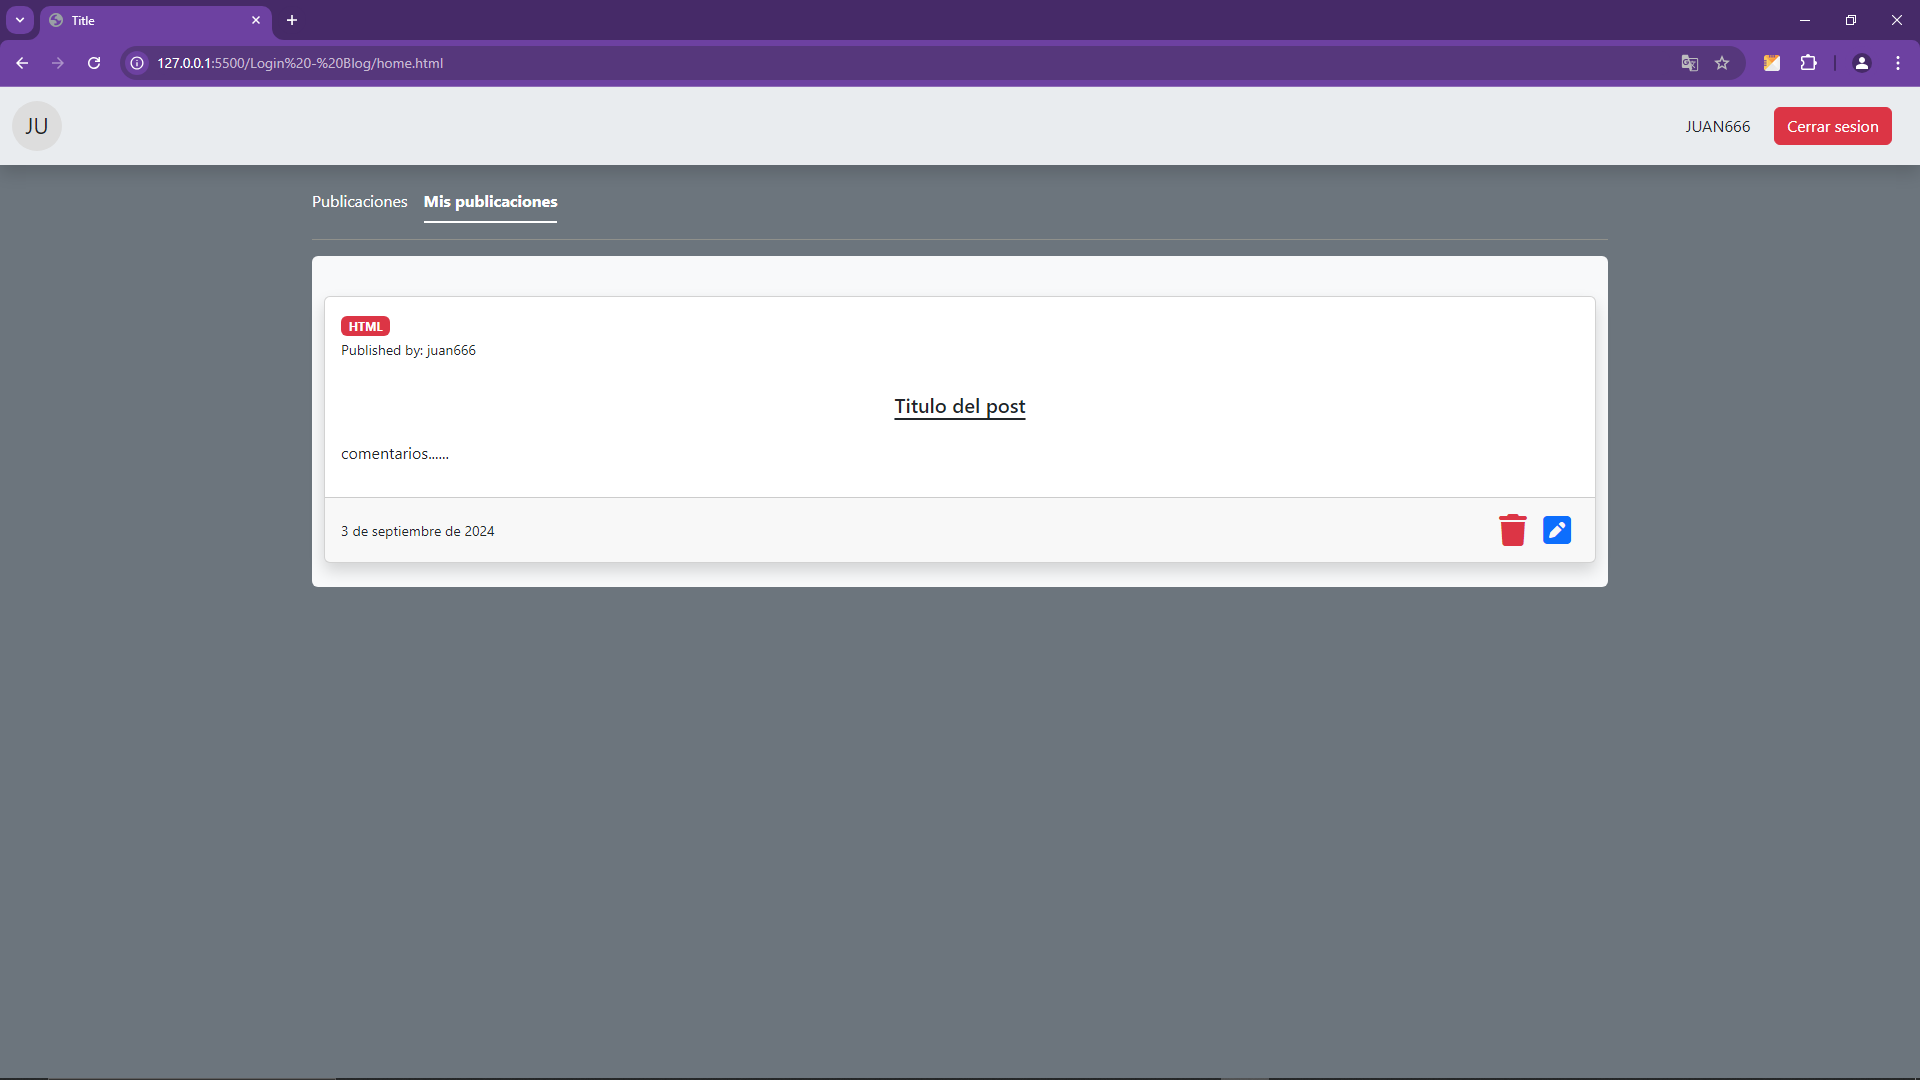 Title
127.0.0.1:5500/Login%20-%20Blog/home.html
JU
JUAN666
Cerrar sesion
Publicaciones
Mis publicaciones
HTML
Published by: juan666
Titulo del post
comentarios......
3 de septiembre de 2024